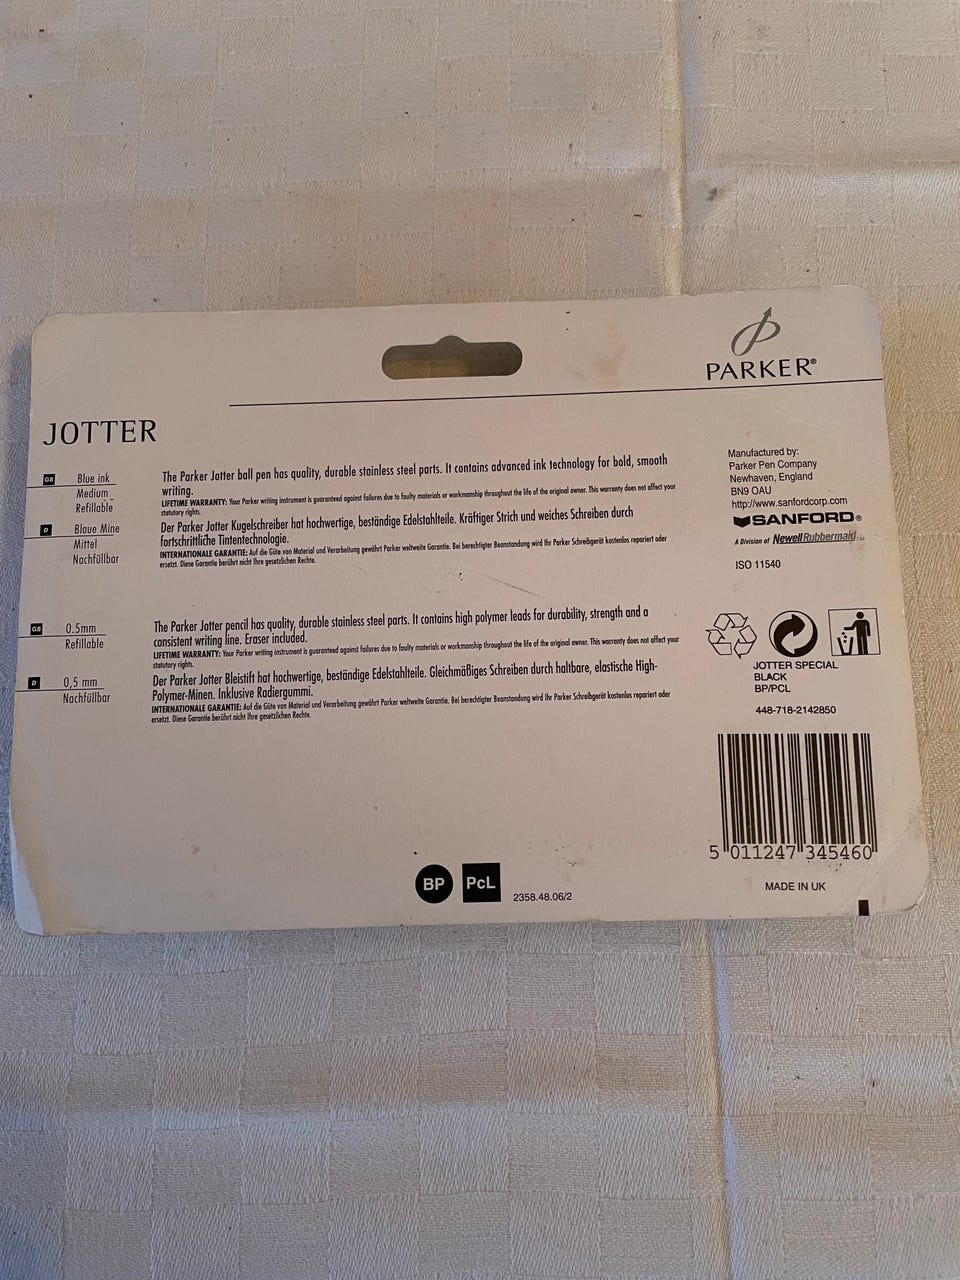 PARKER®
JOTTER
GB Blue ink
Medium
Refillable
The Parker Jotter ball pen has quality, durable stainless steel parts. It contains advanced ink technology for bold, smooth
writing.
LIFETIME WARRANTY: Your Parker writing instrument is guaranteed against failures due to faulty materials or workmanship throughout the life of the original owner. This warranty does not affect your
statutory rights.
D Blaue Mine
Mittel
Nachfüllbar
Der Parker Jotter Kugelschreiber hat hochwertige, beständige Edelstahlteile. Kräftiger Strich und weiches Schreiben durch
fortschrittliche Tintentechnologie.
INTERNATIONALE GARANTIE: Auf die Güte von Material und Verarbeitung gewährt Parker weltweite Garantie. Bei berechtigter Beanstandung wird Ihr Parker Schreibgerät kostenlos repariert oder
ersetzt. Diese Garantie berührt nicht Ihre gesetzlichen Rechte.
GB 0.5mm
Refillable
The Parker Jotter pencil has quality, durable stainless steel parts. It contains high polymer leads for durability, strength and a
consistent writing line. Eraser included.
LIFETIME WARRANTY: Your Parker writing instrument is guaranteed against failures due to faulty materials or workmanship throughout the life of the original owner. This warranty does not affect your
statutory rights.
D 0,5 mm
Nachfüllbar
Der Parker Jotter Bleistift hat hochwertige, beständige Edelstahlteile. Gleichmäßiges Schreiben durch haltbare, elastische High-
Polymer-Minen. Inklusive Radiergummi.
INTERNATIONALE GARANTIE: Auf die Güte von Material und Verarbeitung gewährt Parker weltweite Garantie. Bei berechtigter Beanstandung wird Ihr Parker Schreibgerät kostenlos repariert oder
ersetzt. Diese Garantie berührt nicht Ihre gesetzlichen Rechte.
Manufactured by:
Parker Pen Company
Newhaven, England
BN9 OAU
http://www.sanfordcorp.com
SANFORD®
A Division of Newell Rubbermaid™
ISO 11540
JOTTER SPECIAL
BLACK
BP/PCL
448-718-2142850
5 011247 345460
MADE IN UK
BP PcL 2358.48.06/2